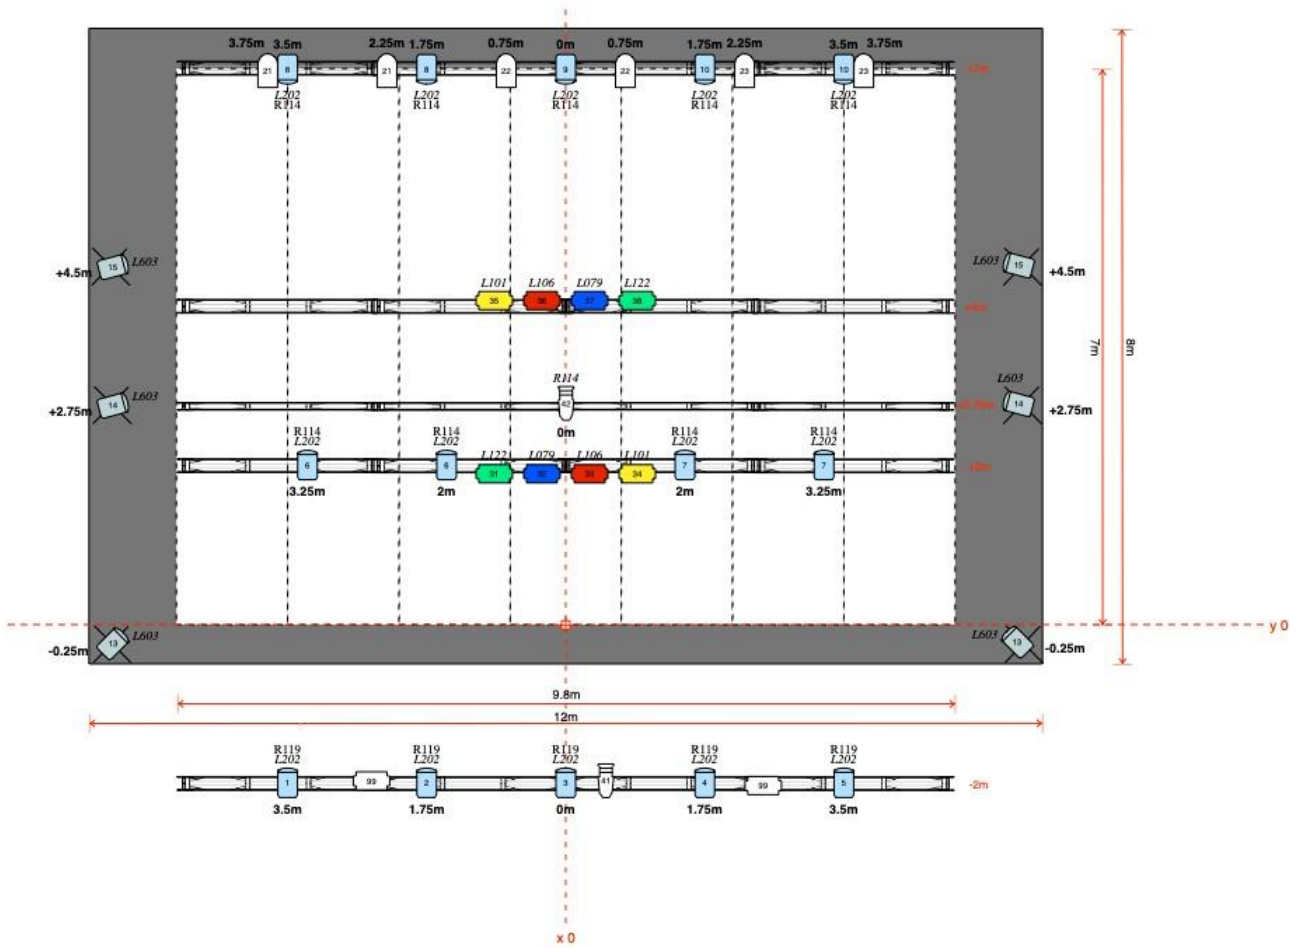 3.75m 3.5m 2.25m 1.75m 0.75m 0m 0.75m 1.75m 2.25m 3.5m 3.75m
21 8 21 8 22 9 22 10 23 10 23 +7m
L202 L202 L202 L202 L202
R114 R114 R114 R114 R114
15 L603 L603 15
+4.5m +4.5m
L101 L106 L079 L122
35 36 37 38 +4m
7m 8m
R114
14 L603 L603 14
42
+2.75m +2.75m
0m
R114 R114 R114 R114
L202 L202 L202 L202
L122 L079 L106 L101
6 6 7 7 +2m
31 32 33 34
3.25m 2m 2m 3.25m
y 0
13 L603 L603 13
-0.25m -0.25m
9.8m
12m
R119 R119 R119 R119 R119
L202 L202 L202 L202 L202
1 99 2 3 41 4 99 5 -2m
3.5m 1.75m 0m 1.75m 3.5m
x 0